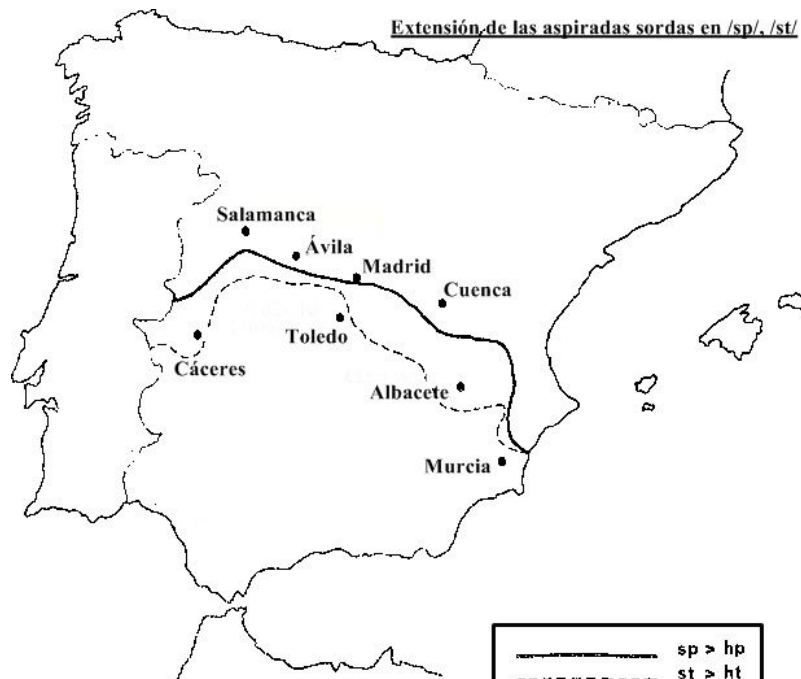 Extensión de las aspiradas sordas en /sp/, /st/
Salamanca
Ávila
Madrid
Cuenca
Toledo
Cáceres
Albacete
Murcia
sp > hp
st > ht